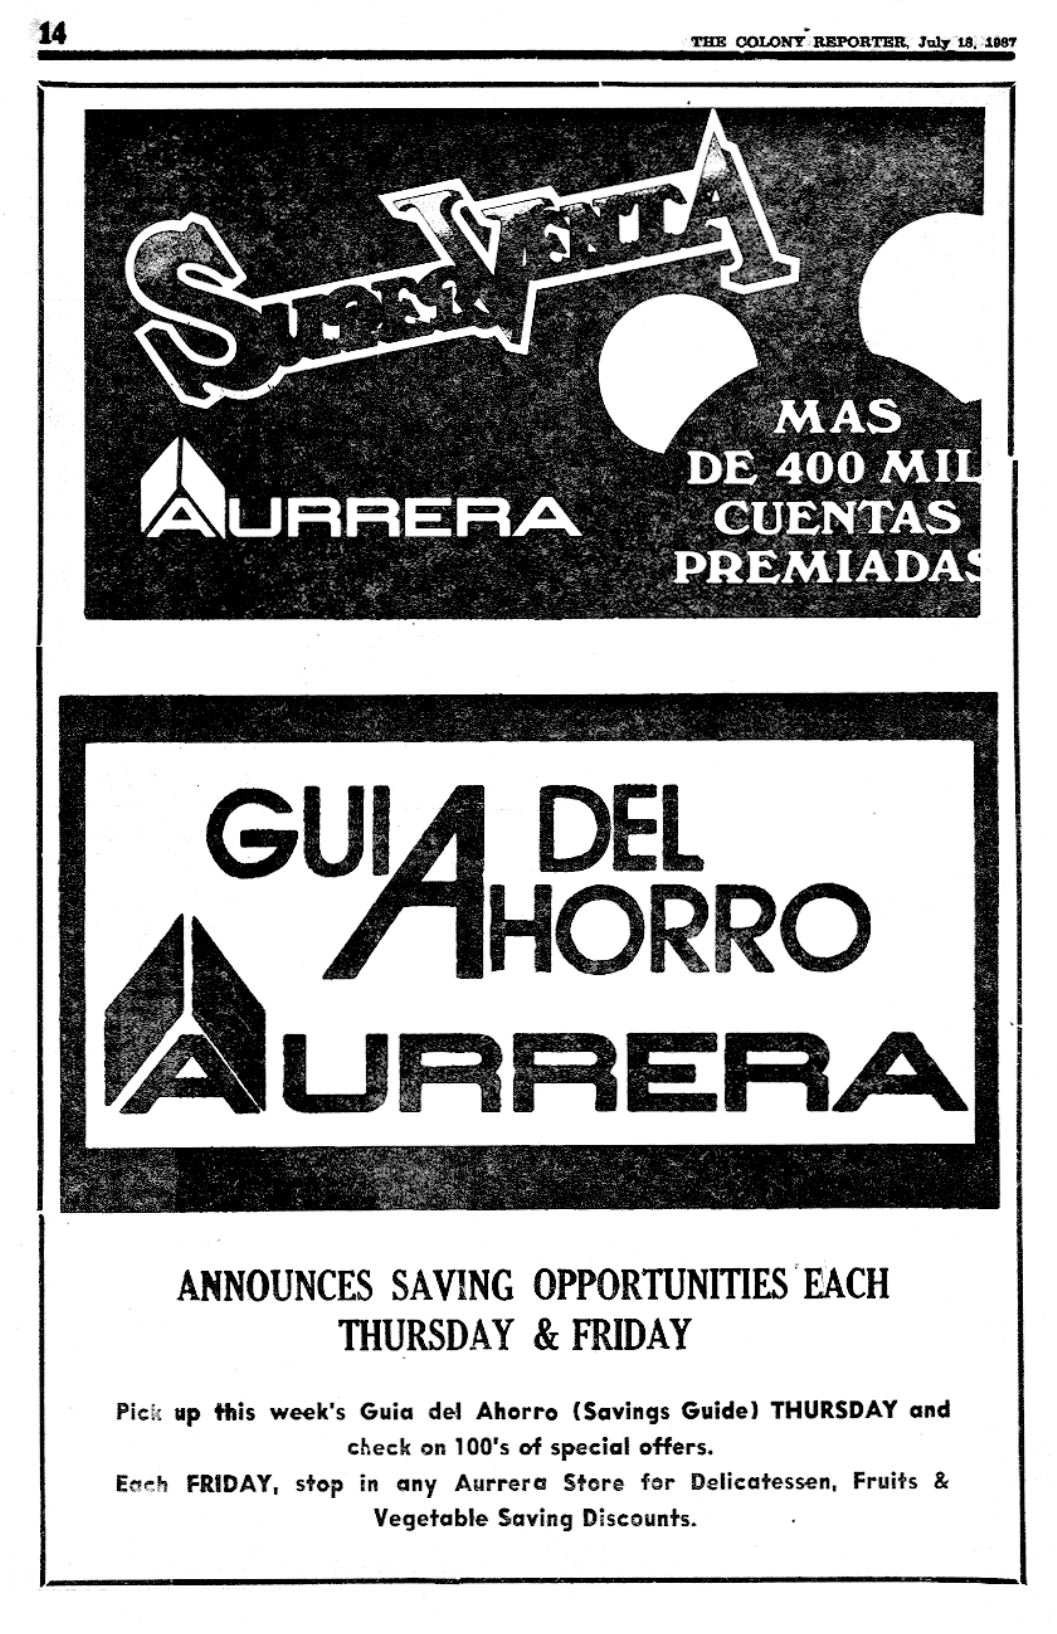 14
THE COLONY REPORTER, July 18, 1987
SUPER VENTA
AURRERA
MAS
DE 400 MIL
CUENTAS
PREMIADAS
GUIA DEL
AHORRO
AURRERA
ANNOUNCES SAVING OPPORTUNITIES EACH
THURSDAY & FRIDAY
Pick up this week's Guia del Ahorro (Savings Guide) THURSDAY and
check on 100's of special offers.
Each FRIDAY, stop in any Aurrera Store for Delicatessen, Fruits &
Vegetable Saving Discounts.